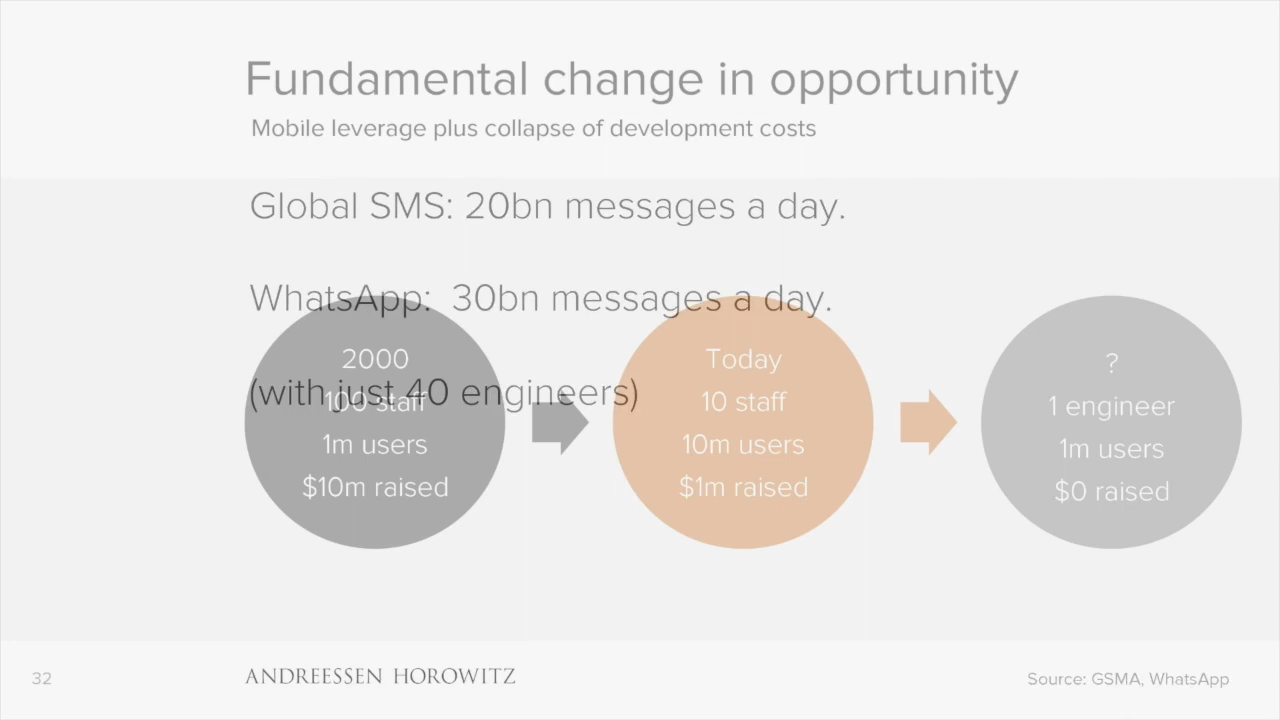 Fundamental change in opportunity
Mobile leverage plus collapse of development costs
Global SMS: 20bn messages a day.
WhatsApp: 30bn messages a day.
(with just 40 engineers)
2000
100 staff
1m users
$10m raised
Today
10 staff
10m users
$1m raised
?
1 engineer
1m users
$0 raised
32
ANDREESSEN HOROWITZ
Source: GSMA, WhatsApp